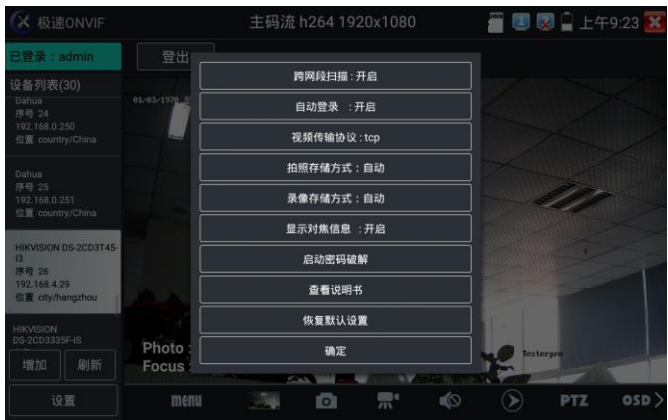 极速ONVIF
主码流 h264 1920x1080
上午9:23
已登录：admin
登出
设备列表(30)
Dahua
序号 24
192.168.0.250
位置 country/China
Dahua
序号 25
192.168.0.251
位置 country/China
HIKVISION DS-2CD3T45-
I3
序号 26
192.168.4.29
位置 city/hangzhou
HIKVISION
DS-2CD3335F-IS
增加
刷新
设置
01/03/1970
跨网段扫描：开启
自动登录 ：开启
视频传输协议：tcp
拍照存储方式：自动
录像存储方式：自动
显示对焦信息 ：开启
启动密码破解
查看说明书
恢复默认设置
确定
Photo :
Focus :
Testerpro
menu
PTZ
OSD